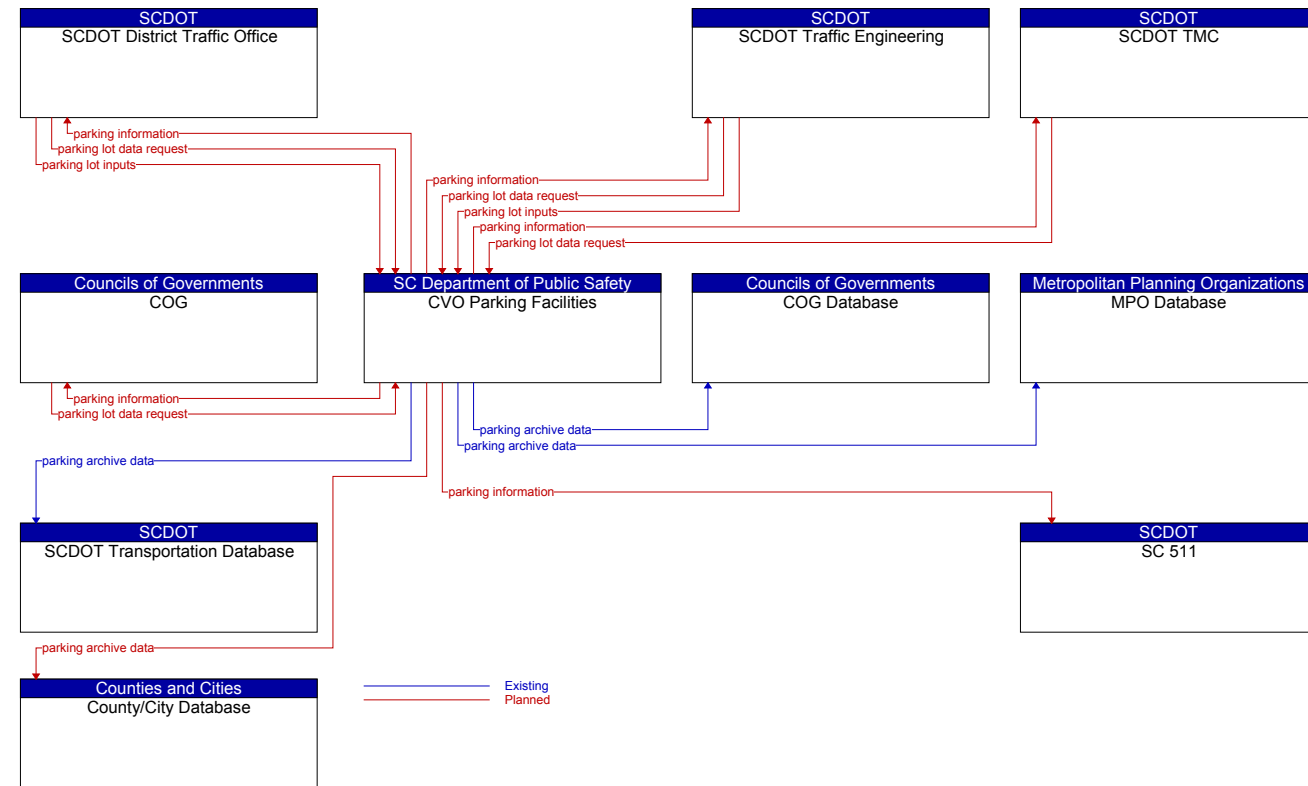 SCDOT
SCDOT District Traffic Office
SCDOT
SCDOT Traffic Engineering
SCDOT
SCDOT TMC
parking information
parking lot data request
parking lot inputs
parking information
parking lot data request
parking lot inputs
parking information
parking lot data request
Councils of Governments
COG
SC Department of Public Safety
CVO Parking Facilities
Councils of Governments
COG Database
Metropolitan Planning Organizations
MPO Database
parking information
parking lot data request
parking archive data
parking archive data
parking archive data
parking information
SCDOT
SCDOT Transportation Database
SCDOT
SC 511
parking archive data
Counties and Cities
County/City Database
Existing
Planned